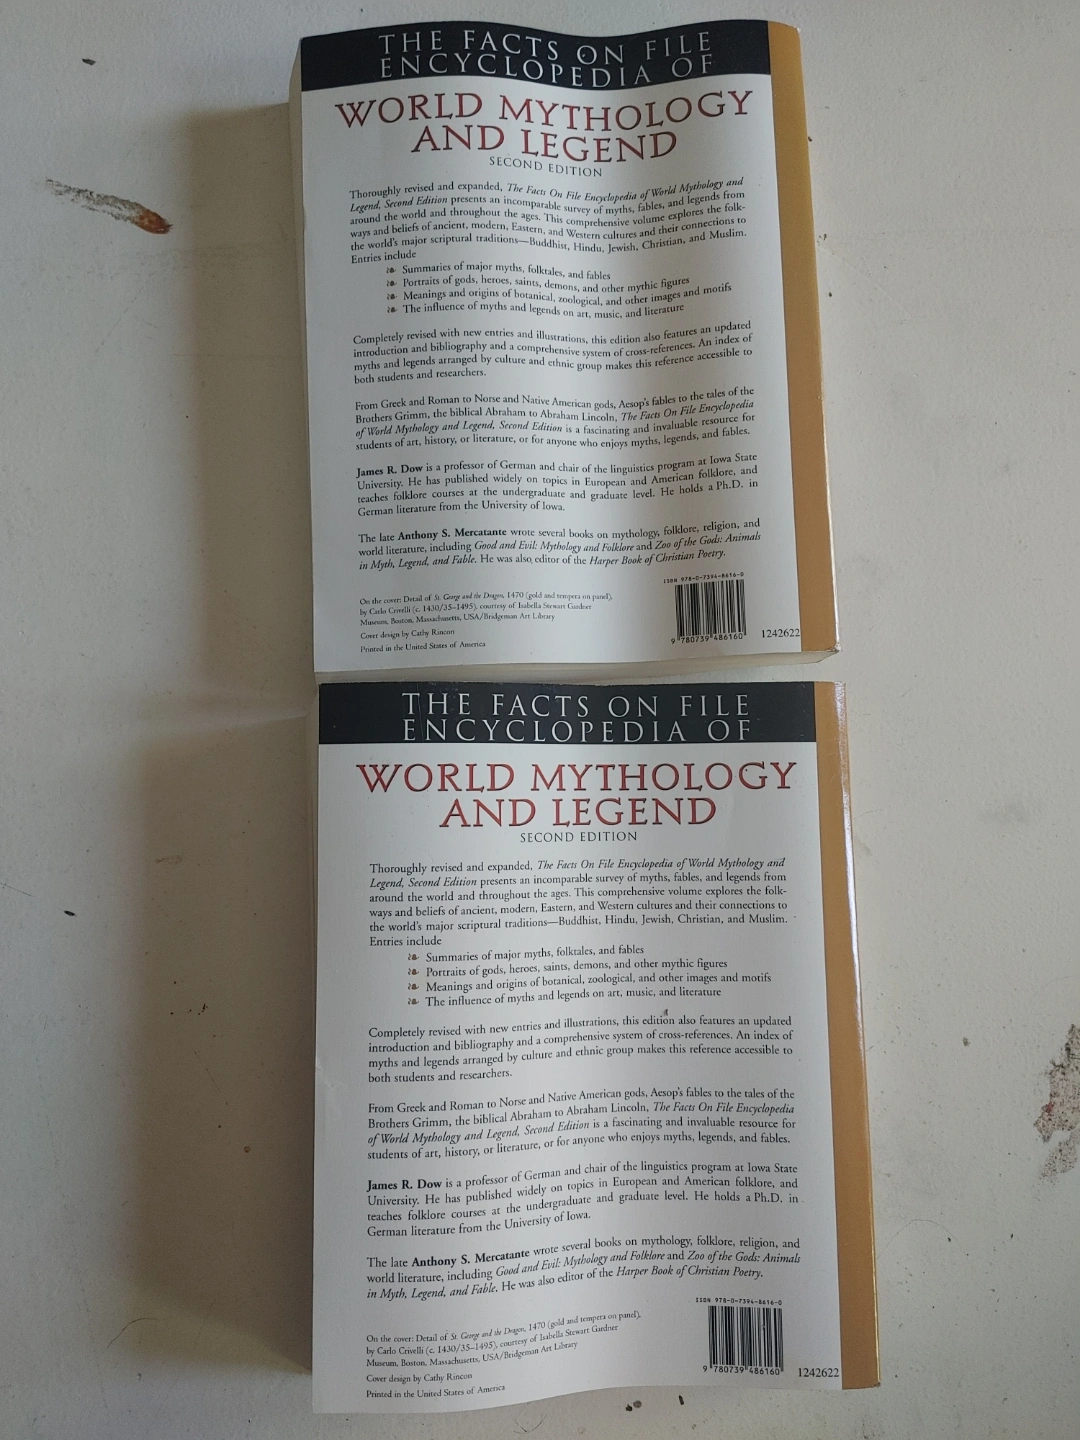 THE FACTS ON FILE
ENCYCLOPEDIA OF
WORLD MYTHOLOGY
AND LEGEND
SECOND EDITION
Thoroughly revised and expanded, The Facts On File Encyclopedia of World Mythology and
Legend, Second Edition presents an incomparable survey of myths, fables, and legends from
around the world and throughout the ages. This comprehensive volume explores the folk-
ways and beliefs of ancient, modern, Eastern, and Western cultures and their connections to
the world's major scriptural traditions—Buddhist, Hindu, Jewish, Christian, and Muslim.
Entries include
Summaries of major myths, folktales, and fables
Portraits of gods, heroes, saints, demons, and other mythic figures
Meanings and origins of botanical, zoological, and other images and motifs
The influence of myths and legends on art, music, and literature
Completely revised with new entries and illustrations, this edition also features an updated
introduction and bibliography and a comprehensive system of cross-references. An index of
myths and legends arranged by culture and ethnic group makes this reference accessible to
both students and researchers.
From Greek and Roman to Norse and Native American gods, Aesop's fables to the tales of the
Brothers Grimm, the biblical Abraham to Abraham Lincoln, The Facts On File Encyclopedia
of World Mythology and Legend, Second Edition is a fascinating and invaluable resource for
students of art, history, or literature, or for anyone who enjoys myths, legends, and fables.
James R. Dow is a professor of German and chair of the linguistics program at Iowa State
University. He has published widely on topics in European and American folklore, and
teaches folklore courses at the undergraduate and graduate level. He holds a Ph.D. in
German literature from the University of Iowa.
The late Anthony S. Mercatante wrote several books on mythology, folklore, religion, and
world literature, including Good and Evil: Mythology and Folklore and Zoo of the Gods: Animals
in Myth, Legend, and Fable. He was also editor of the Harper Book of Christian Poetry.
On the cover: Detail of St. George and the Dragon, 1470 (gold and tempera on panel),
by Carlo Crivelli (c. 1430/35–1495), courtesy of Isabella Stewart Gardner
Museum, Boston, Massachusetts, USA/Bridgeman Art Library
Cover design by Cathy Rincon
Printed in the United States of America
ISBN 978-0-7394-8616-0
9 780739 486160
1242622
THE FACTS ON FILE
ENCYCLOPEDIA OF
WORLD MYTHOLOGY
AND LEGEND
SECOND EDITION
Thoroughly revised and expanded, The Facts On File Encyclopedia of World Mythology and
Legend, Second Edition presents an incomparable survey of myths, fables, and legends from
around the world and throughout the ages. This comprehensive volume explores the folk-
ways and beliefs of ancient, modern, Eastern, and Western cultures and their connections to
the world's major scriptural traditions—Buddhist, Hindu, Jewish, Christian, and Muslim.
Entries include
Summaries of major myths, folktales, and fables
Portraits of gods, heroes, saints, demons, and other mythic figures
Meanings and origins of botanical, zoological, and other images and motifs
The influence of myths and legends on art, music, and literature
Completely revised with new entries and illustrations, this edition also features an updated
introduction and bibliography and a comprehensive system of cross-references. An index of
myths and legends arranged by culture and ethnic group makes this reference accessible to
both students and researchers.
From Greek and Roman to Norse and Native American gods, Aesop's fables to the tales of the
Brothers Grimm, the biblical Abraham to Abraham Lincoln, The Facts On File Encyclopedia
of World Mythology and Legend, Second Edition is a fascinating and invaluable resource for
students of art, history, or literature, or for anyone who enjoys myths, legends, and fables.
James R. Dow is a professor of German and chair of the linguistics program at Iowa State
University. He has published widely on topics in European and American folklore, and
teaches folklore courses at the undergraduate and graduate level. He holds a Ph.D. in
German literature from the University of Iowa.
The late Anthony S. Mercatante wrote several books on mythology, folklore, religion, and
world literature, including Good and Evil: Mythology and Folklore and Zoo of the Gods: Animals
in Myth, Legend, and Fable. He was also editor of the Harper Book of Christian Poetry.
On the cover: Detail of St. George and the Dragon, 1470 (gold and tempera on panel),
by Carlo Crivelli (c. 1430/35–1495), courtesy of Isabella Stewart Gardner
Museum, Boston, Massachusetts, USA/Bridgeman Art Library
Cover design by Cathy Rincon
Printed in the United States of America
ISBN 978-0-7394-8616-0
9 780739 486160
1242622